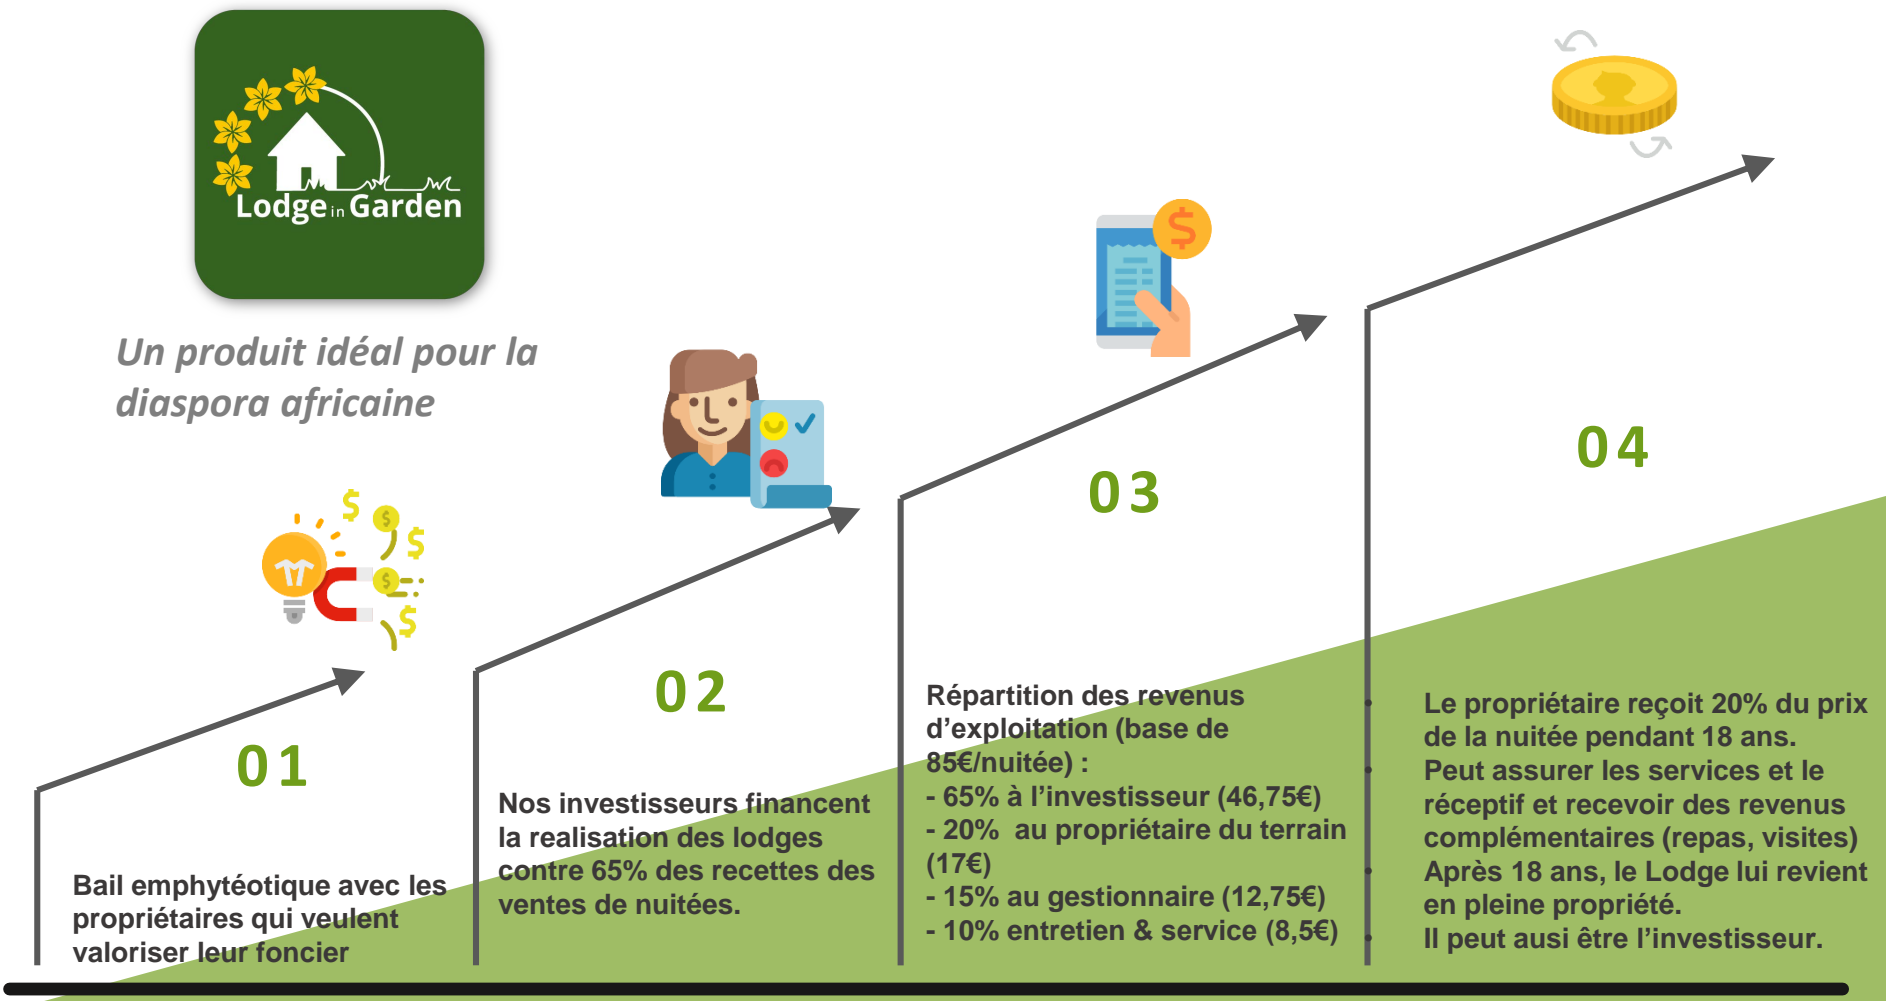 Lodge in Garden
Un produit idéal pour la
diaspora africaine
01
Bail emphytéotique avec les
propriétaires qui veulent
valoriser leur foncier
02
Nos investisseurs financent
la realisation des lodges
contre 65% des recettes des
ventes de nuitées.
03
Répartition des revenus
d’exploitation (base de
85€/nuitée) :
- 65% à l’investisseur (46,75€)
- 20%  au propriétaire du terrain
(17€)
- 15% au gestionnaire (12,75€)
- 10% entretien & service (8,5€)
04
• Le propriétaire reçoit 20% du prix
de la nuitée pendant 18 ans.
• Peut assurer les services et le
réceptif et recevoir des revenus
complémentaires (repas, visites)
• Après 18 ans, le Lodge lui revient
en pleine propriété.
• Il peut ausi être l’investisseur.